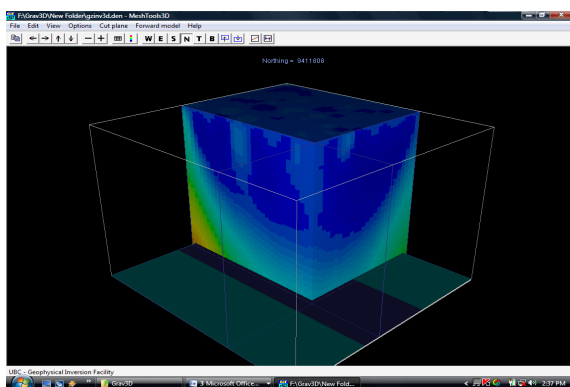 F:\Grav3D\New Folder\gzinv3d.den - MeshTools3D
File Edit View Options Cut plane Forward model Help
W E S N T B
Northing = 9411808
UBC - Geophysical Inversion Facility
Grav3D 3 Microsoft Office... F:\Grav3D\New Fold... 2:37 PM